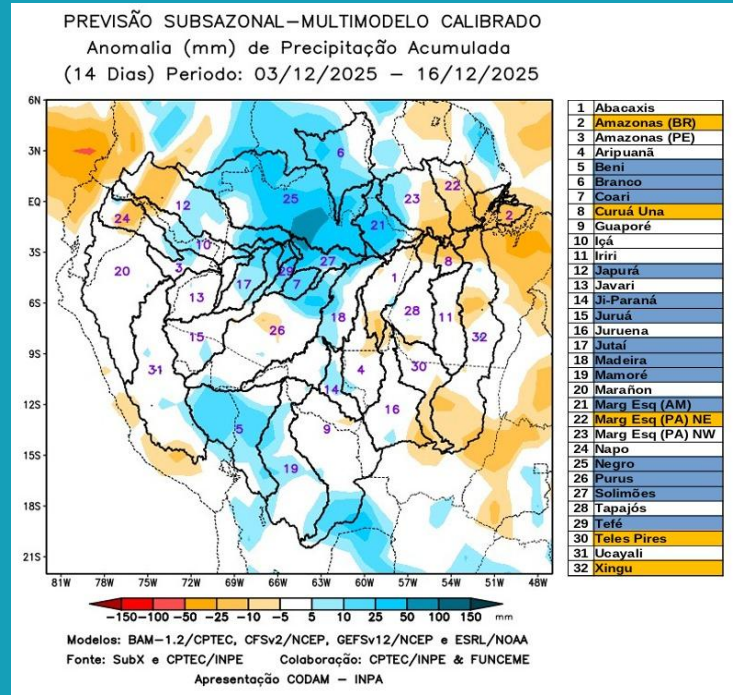 PREVISÃO SUBSAZONAL-MULTIMODELO CALIBRADO
Anomalia (mm) de Precipitação Acumulada
(14 Dias) Periodo: 03/12/2025 - 16/12/2025
6N
3N
EQ
3S
6S
9S
12S
15S
18S
21S
81W 78W 75W 72W 69W 66W 63W 60W 57W 54W 51W 48W
6
12
25
23
22
2
24
21
10
20
3
27
8
29
17
7
1
13
18
28
11
15
26
32
31
4
30
14
16
5
9
19
1 Abacaxis
2 Amazonas (BR)
3 Amazonas (PE)
4 Aripuanã
5 Beni
6 Branco
7 Coari
8 Curuá Una
9 Guaporé
10 Içá
11 Iriri
12 Japurá
13 Javari
14 Ji-Paraná
15 Juruá
16 Juruena
17 Jutaí
18 Madeira
19 Mamoré
20 Marañon
21 Marg Esq (AM)
22 Marg Esq (PA) NE
23 Marg Esq (PA) NW
24 Napo
25 Negro
26 Purus
27 Solimões
28 Tapajós
29 Tefé
30 Teles Pires
31 Ucayali
32 Xingu
-150 -100 -50 -25 -10 -5 5 10 25 50 100 150 mm
Modelos: BAM-1.2/CPTEC, CFSv2/NCEP, GEFSv12/NCEP e ESRL/NOAA
Fonte: SubX e CPTEC/INPE Colaboração: CPTEC/INPE & FUNCEME
Apresentação CODAM - INPA